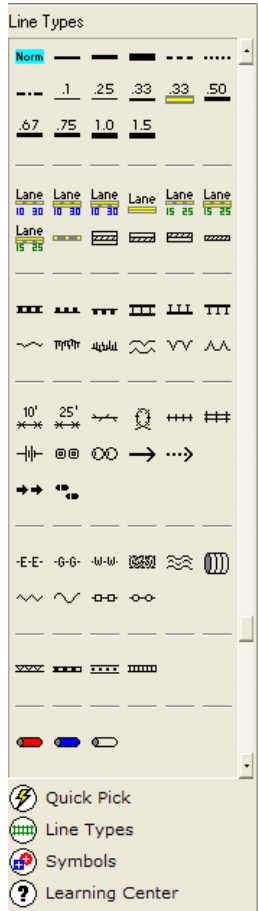 Line Types
Norm
.1 .25 .33 .33 .50
.67 .75 1.0 1.5
Lane Lane Lane Lane Lane Lane
10 30 10 30 10 30 15 25 15 25
Lane
15 25
10' 25'
-E-E- -G-G- -W-W-
Quick Pick
Line Types
Symbols
? Learning Center